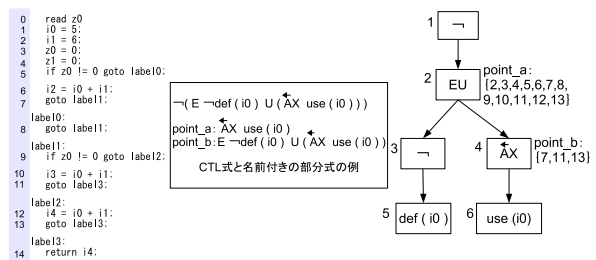 0 read z0
1 i0 = 5;
2 i1 = 6;
3 z0 = 0;
4 z1 = 0;
5 if z0 != 0 goto label0;
6 i2 = i0 + i1;
7 goto label1;
label0:
8 goto label1;
label1:
9 if z0 != 0 goto label2;
10 i3 = i0 + i1;
11 goto label3;
label2:
12 i4 = i0 + i1;
13 goto label3;
label3:
14 return i4;
¬( E ¬def ( i0 ) U ( ←AX use ( i0 ) ) )
point_a: ←AX use ( i0 )
point_b: E ¬def ( i0 ) U ( ←AX use ( i0 ) )
CTL式と名前付きの部分式の例
1 ¬
2 EU
point_a:
{2,3,4,5,6,7,8,
9,10,11,12,13}
3 ¬
4 ←AX
point_b:
{7,11,13}
5 def ( i0 )
6 use (i0)